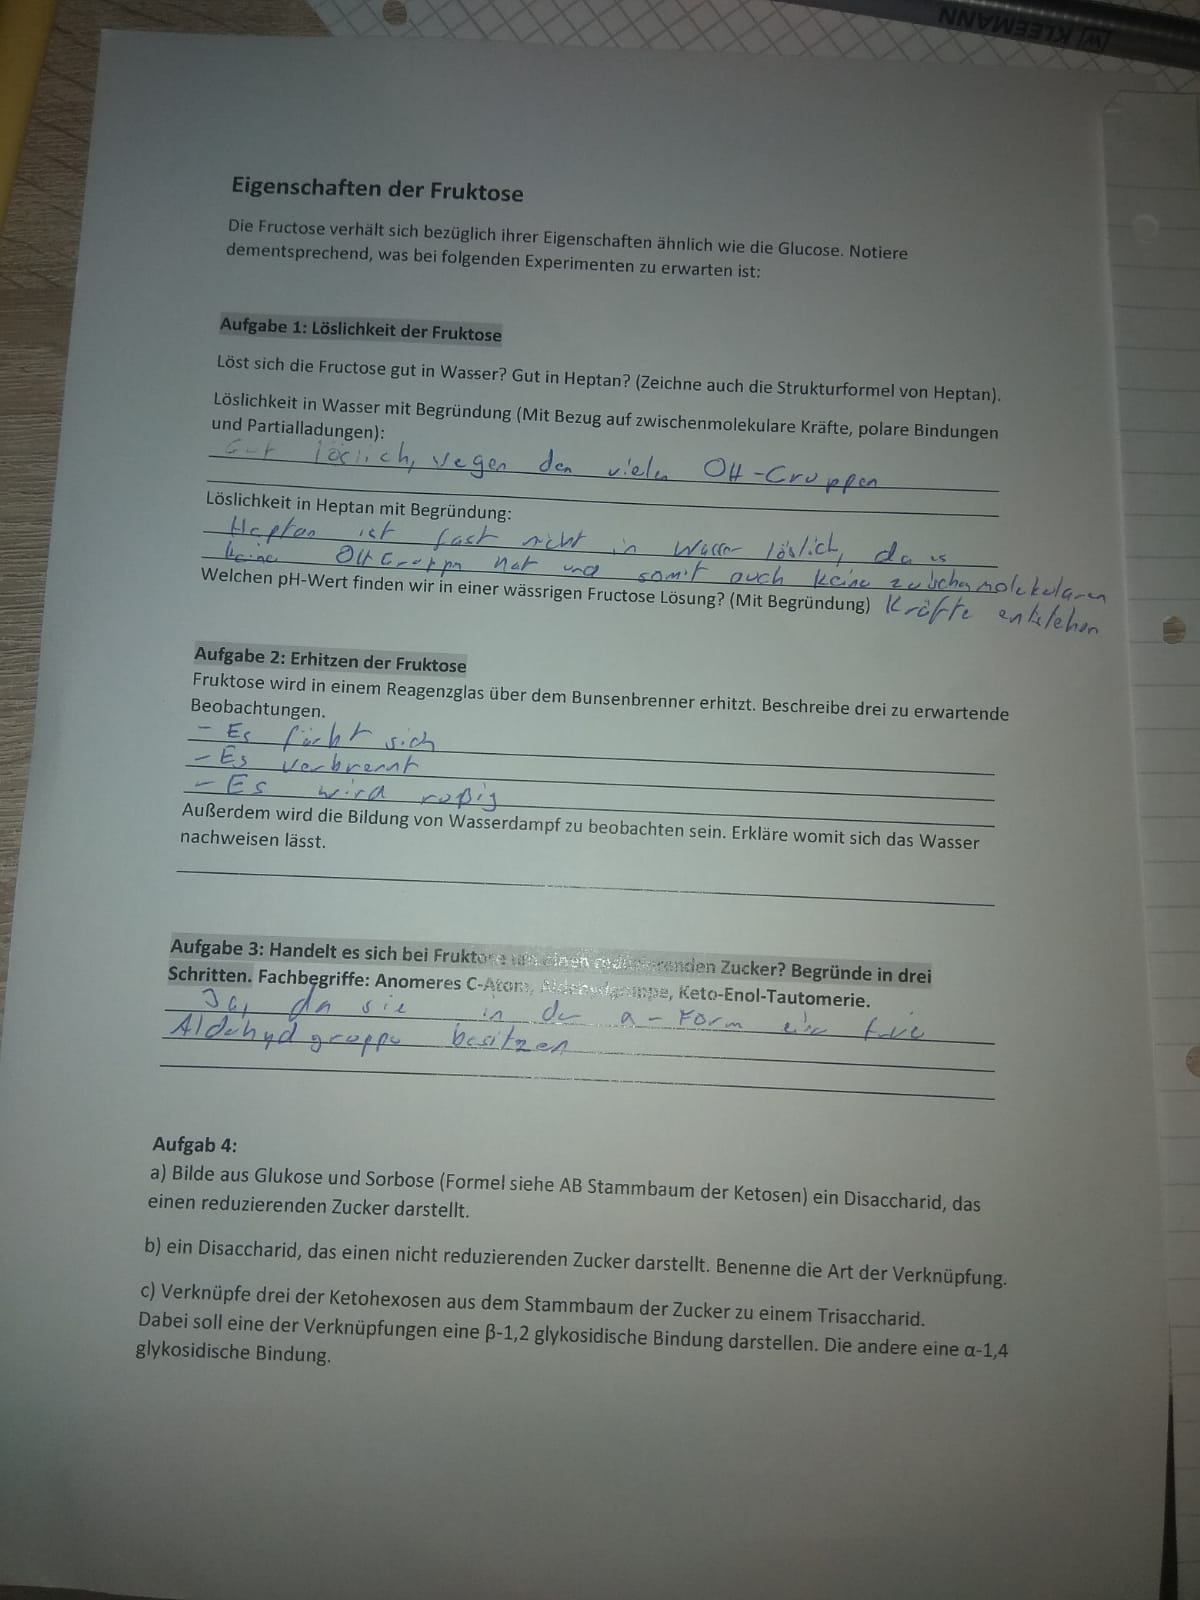 W KLEEMANN
Eigenschaften der Fruktose
Die Fructose verhält sich bezüglich ihrer Eigenschaften ähnlich wie die Glucose. Notiere
dementsprechend, was bei folgenden Experimenten zu erwarten ist:
Aufgabe 1: Löslichkeit der Fruktose
Löst sich die Fructose gut in Wasser? Gut in Heptan? (Zeichne auch die Strukturformel von Heptan).
Löslichkeit in Wasser mit Begründung (Mit Bezug auf zwischenmolekulare Kräfte, polare Bindungen
und Partialladungen):
Gut löslich, wegen den vielen OH-Gruppen
Löslichkeit in Heptan mit Begründung:
Heptan ist fast nicht in Wasser löslich, da es
keine OH Gruppn hat und somit auch keine zwischenmolekularen
Welchen pH-Wert finden wir in einer wässrigen Fructose Lösung? (Mit Begründung) Kräfte entstehen
Aufgabe 2: Erhitzen der Fruktose
Fruktose wird in einem Reagenzglas über dem Bunsenbrenner erhitzt. Beschreibe drei zu erwartende
Beobachtungen.
- Es färbt sich
- Es verbrennt
- Es wird roßig
Außerdem wird die Bildung von Wasserdampf zu beobachten sein. Erkläre womit sich das Wasser
nachweisen lässt.
Aufgabe 3: Handelt es sich bei Fruktose um einen reduzierenden Zucker? Begründe in drei
Schritten. Fachbegriffe: Anomeres C-Atom, Aldehydgruppe, Keto-Enol-Tautomerie.
Ja, da sie in der a-Form eine freie
Aldehydgruppe besitzen
Aufgab 4:
a) Bilde aus Glukose und Sorbose (Formel siehe AB Stammbaum der Ketosen) ein Disaccharid, das
einen reduzierenden Zucker darstellt.
b) ein Disaccharid, das einen nicht reduzierenden Zucker darstellt. Benenne die Art der Verknüpfung.
c) Verknüpfe drei der Ketohexosen aus dem Stammbaum der Zucker zu einem Trisaccharid.
Dabei soll eine der Verknüpfungen eine β-1,2 glykosidische Bindung darstellen. Die andere eine α-1,4
glykosidische Bindung.